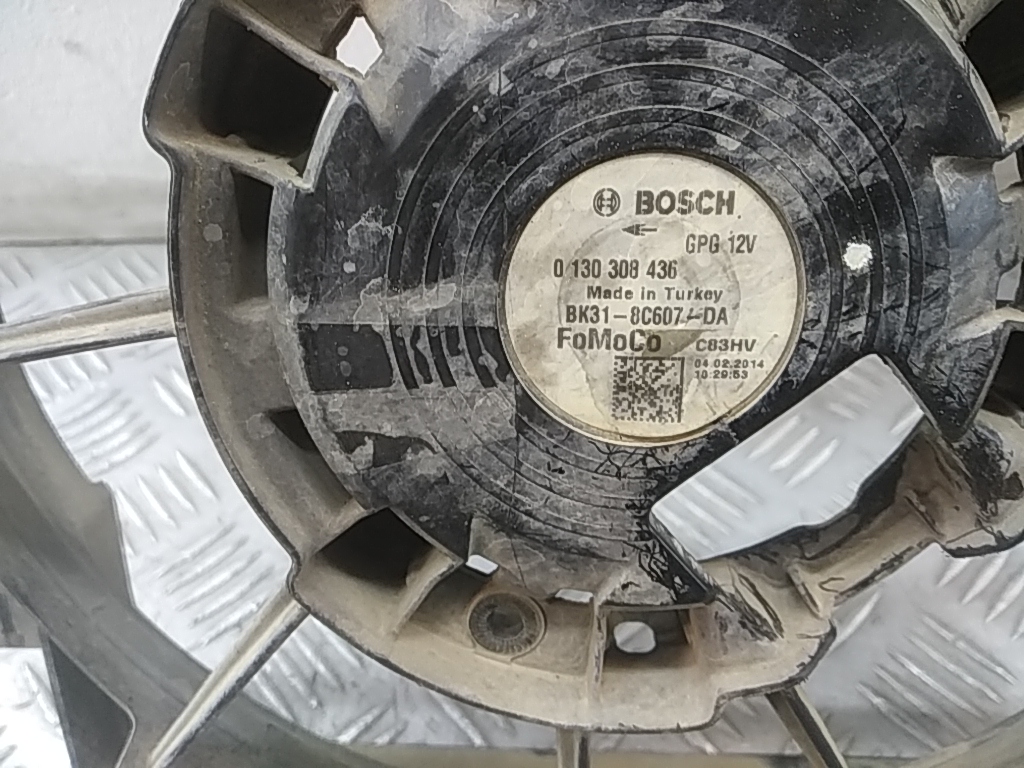 BOSCH
GPG 12V
0 130 308 436
Made in Turkey
BK31-8C607-DA
FoMoCo C83HV
04.02.2014
10:29:53